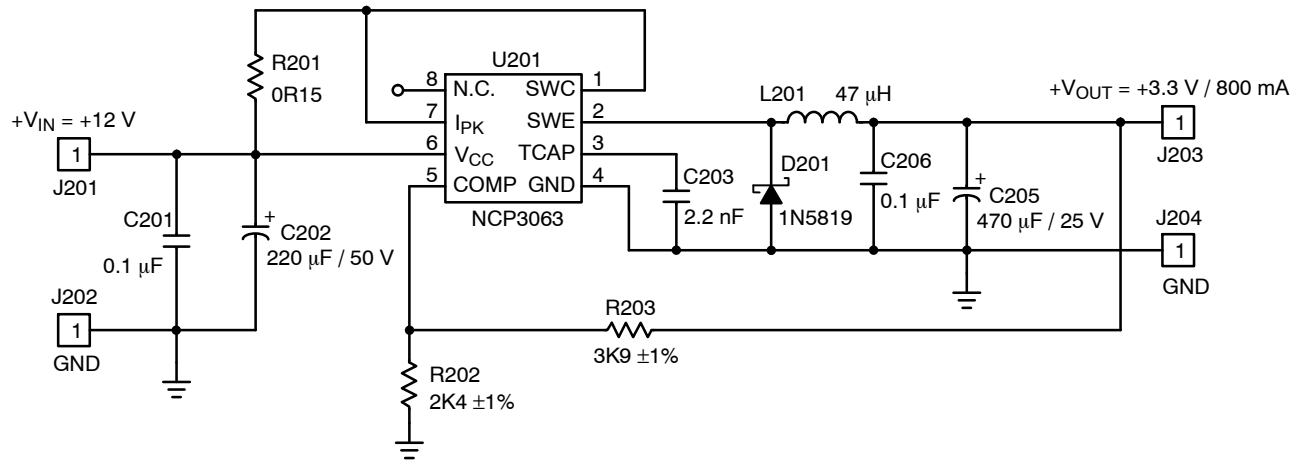 R201
0R15
U201
8 N.C. SWC 1
7 IPK SWE 2
6 VCC TCAP 3
5 COMP GND 4
NCP3063
L201 47 μH
+VOUT = +3.3 V / 800 mA
1
J203
+VIN = +12 V
1
J201
C201
0.1 μF
+
C202
220 μF / 50 V
C203
2.2 nF
D201
1N5819
C206
0.1 μF
+
C205
470 μF / 25 V
J204
1
GND
J202
1
GND
R203
3K9 ±1%
R202
2K4 ±1%